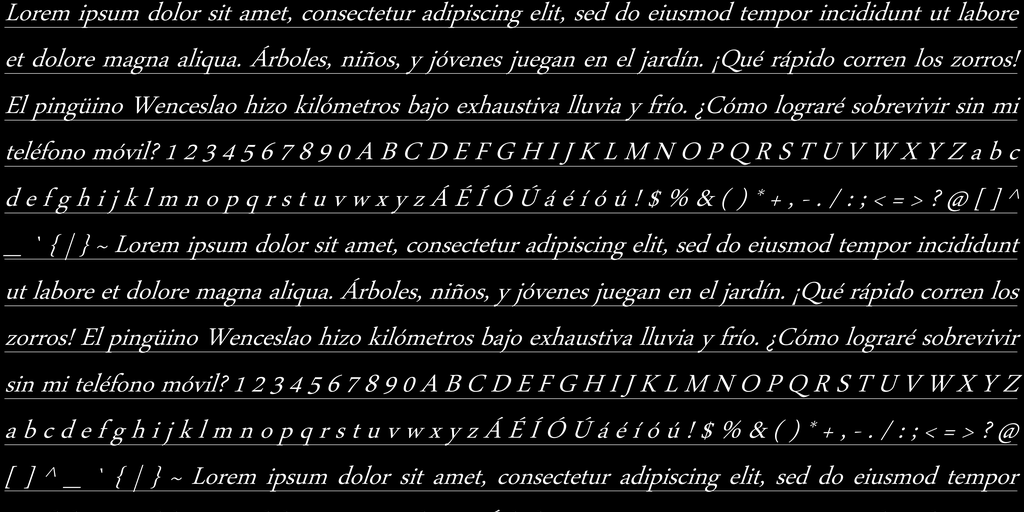 Lorem ipsum dolor sit amet, consectetur adipiscing elit, sed do eiusmod tempor incididunt ut labore
et dolore magna aliqua. Árboles, niños, y jóvenes juegan en el jardín. ¡Qué rápido corren los zorros!
El pingüino Wenceslao hizo kilómetros bajo exhaustiva lluvia y frío. ¿Cómo lograré sobrevivir sin mi
teléfono móvil? 1 2 3 4 5 6 7 8 9 0 A B C D E F G H I J K L M N O P Q R S T U V W X Y Z a b c
d e f g h i j k l m n o p q r s t u v w x y z Á É Í Ó Ú á é í ó ú ! $ % & ( ) * + , - . / : ; < = > ? @ [ ] ^
_ ` { | } ~ Lorem ipsum dolor sit amet, consectetur adipiscing elit, sed do eiusmod tempor incididunt
ut labore et dolore magna aliqua. Árboles, niños, y jóvenes juegan en el jardín. ¡Qué rápido corren los
zorros! El pingüino Wenceslao hizo kilómetros bajo exhaustiva lluvia y frío. ¿Cómo lograré sobrevivir
sin mi teléfono móvil? 1 2 3 4 5 6 7 8 9 0 A B C D E F G H I J K L M N O P Q R S T U V W X Y Z
a b c d e f g h i j k l m n o p q r s t u v w x y z Á É Í Ó Ú á é í ó ú ! $ % & ( ) * + , - . / : ; < = > ? @
[ ] ^ _ ` { | } ~ Lorem ipsum dolor sit amet, consectetur adipiscing elit, sed do eiusmod tempor